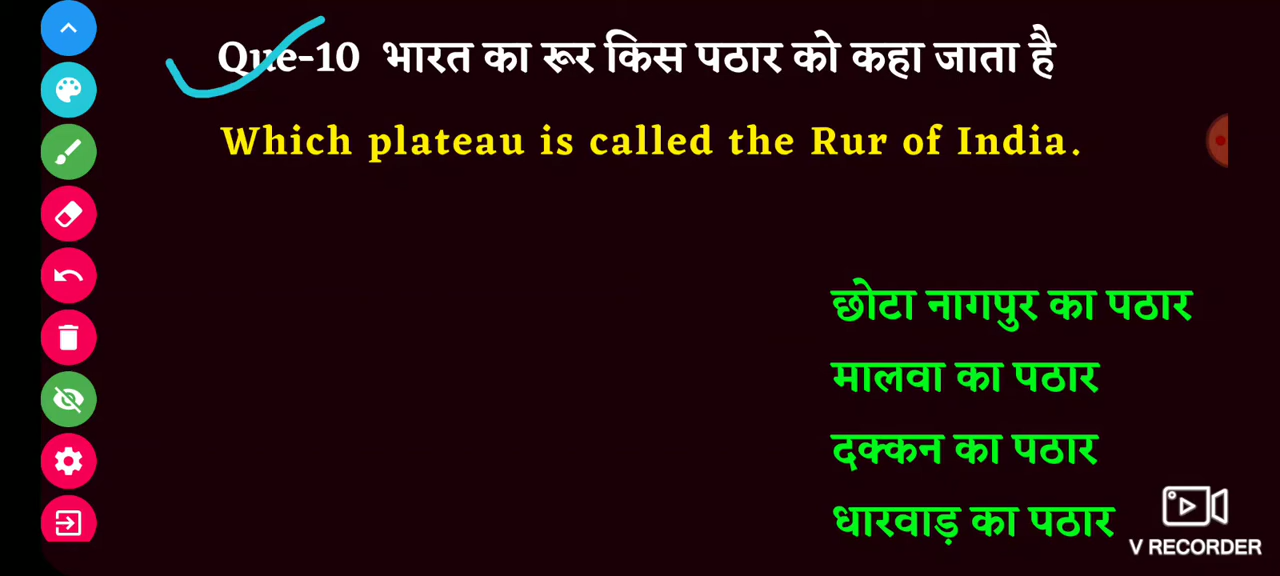 Que-10 भारत का रूर किस पठार को कहा जाता है
Which plateau is called the Rur of India.
छोटा नागपुर का पठार
मालवा का पठार
दक्कन का पठार
धारवाड़ का पठार
V RECORDER